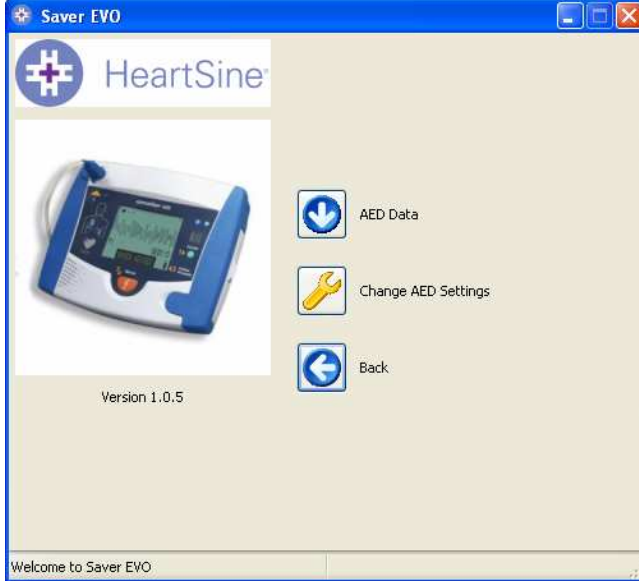 Saver EVO
HeartSine®
AED Data
Change AED Settings
Back
Version 1.0.5
Welcome to Saver EVO